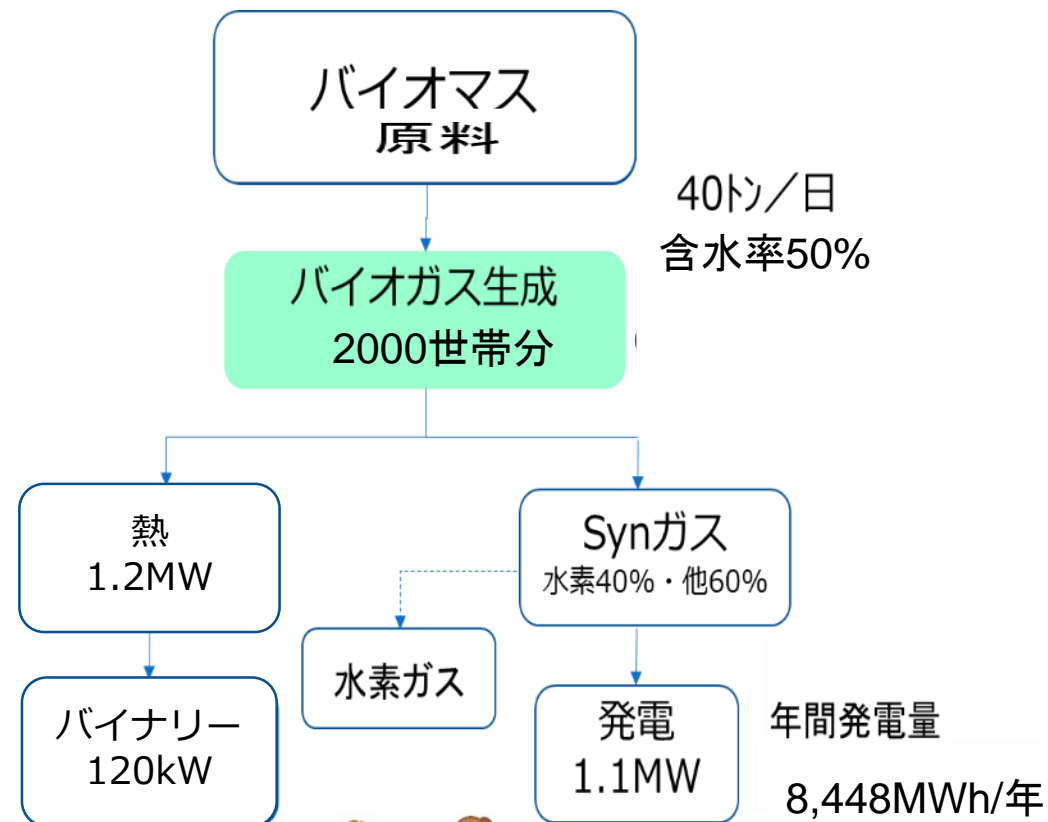 バイオマス
原料
40トン／日
含水率50%
バイオガス生成
2000世帯分
熱
1.2MW
Synガス
水素40%・他60%
水素ガス
バイナリー
120kW
発電
1.1MW
年間発電量
8,448MWh/年